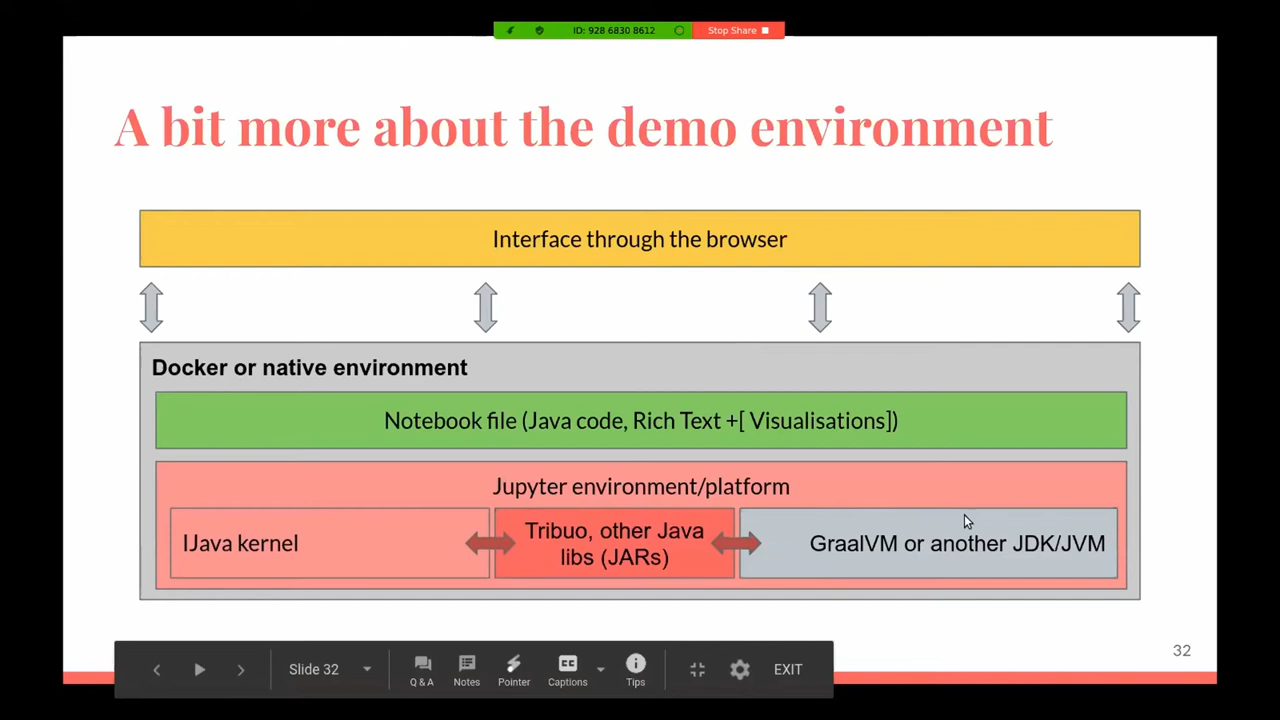 ID: 928 6830 8612
Stop Share
A bit more about the demo environment
Interface through the browser
Docker or native environment
Notebook file (Java code, Rich Text +[ Visualisations])
Jupyter environment/platform
IJava kernel
Tribuo, other Java
libs (JARs)
GraalVM or another JDK/JVM
32
Slide 32
Q & A
Notes
Pointer
CC
Captions
Tips
EXIT